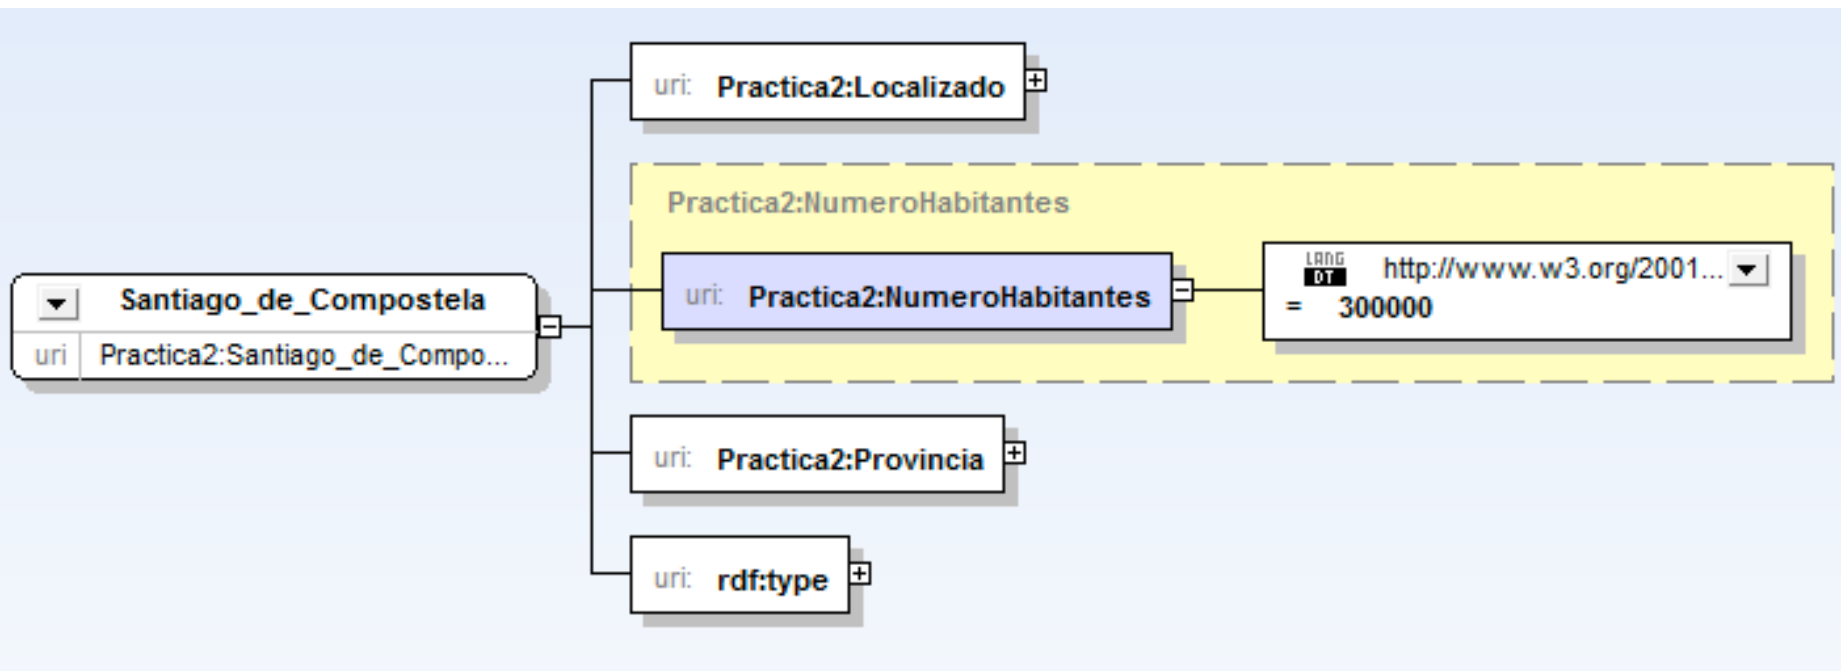 uri: Practica2:Localizado
Practica2:NumeroHabitantes
uri: Practica2:NumeroHabitantes
LANG
DT
http://www.w3.org/2001...
= 300000
Santiago_de_Compostela
uri Practica2:Santiago_de_Compo...
uri: Practica2:Provincia
uri: rdf:type